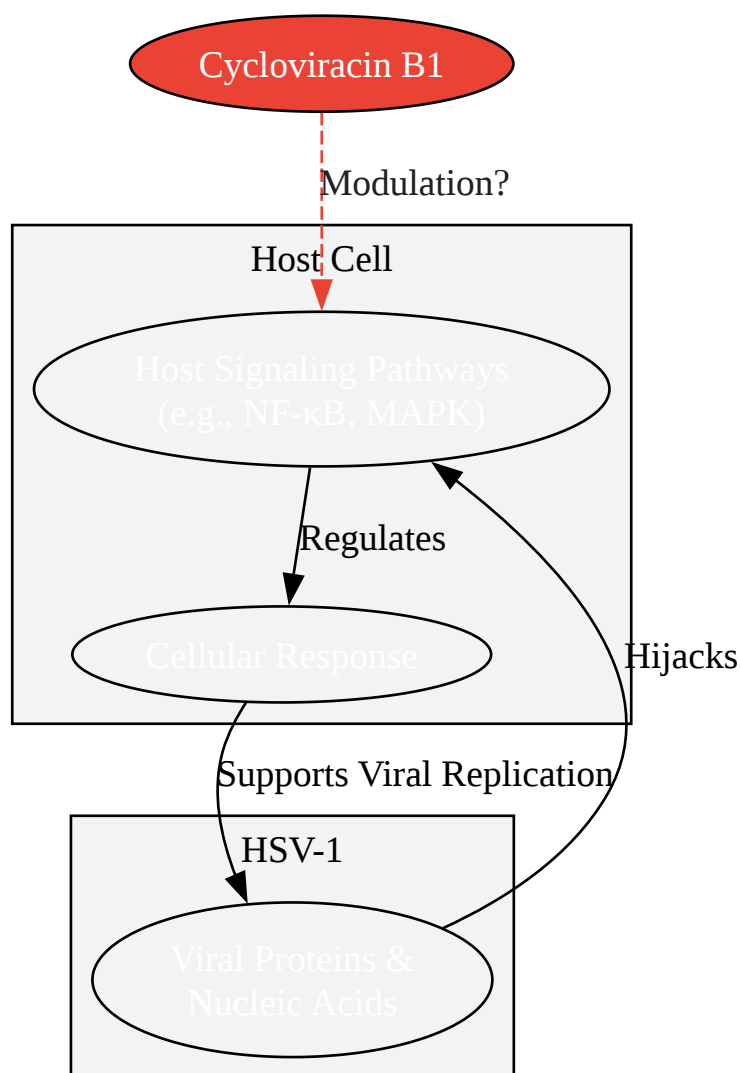 Cycloviracin B1
Modulation?
Host Cell
Host Signaling Pathways
(e.g., NF-κB, MAPK)
Regulates
Cellular Response
Hijacks
Supports Viral Replication
HSV-1
Viral Proteins &
Nucleic Acids